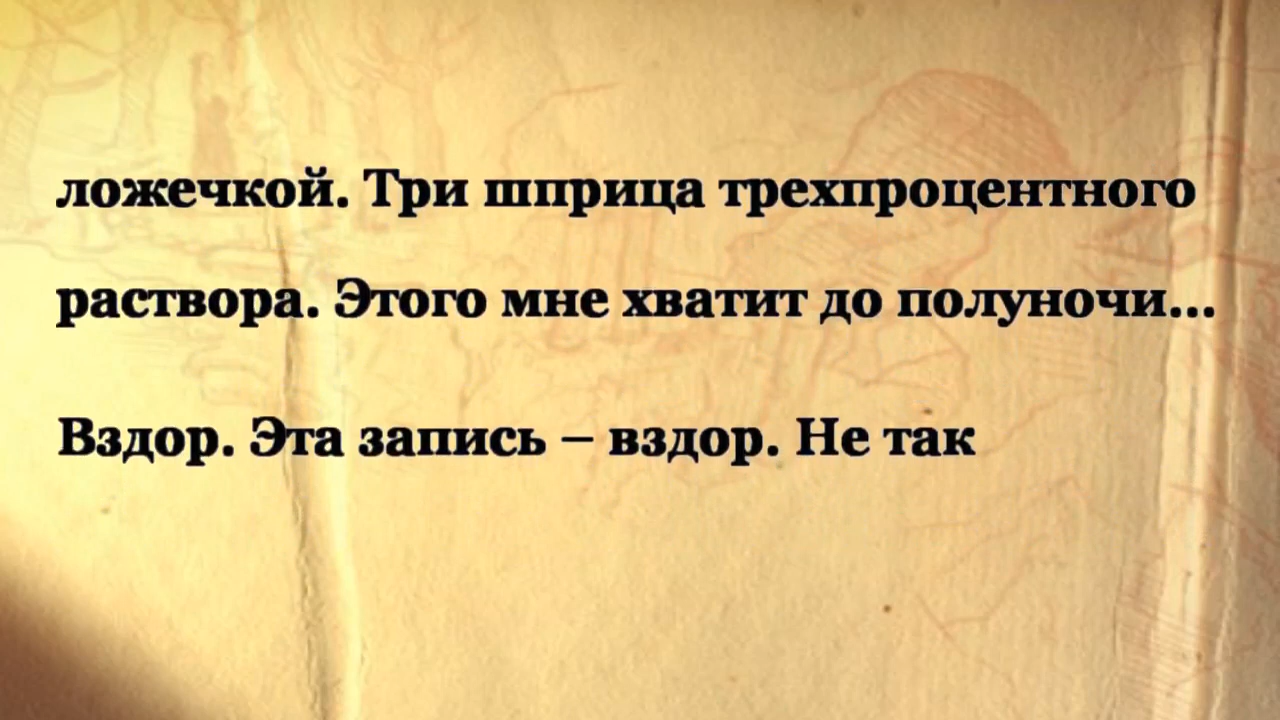 ложечкой. Три шприца трехпроцентного
раствора. Этого мне хватит до полуночи...
Вздор. Эта запись – вздор. Не так